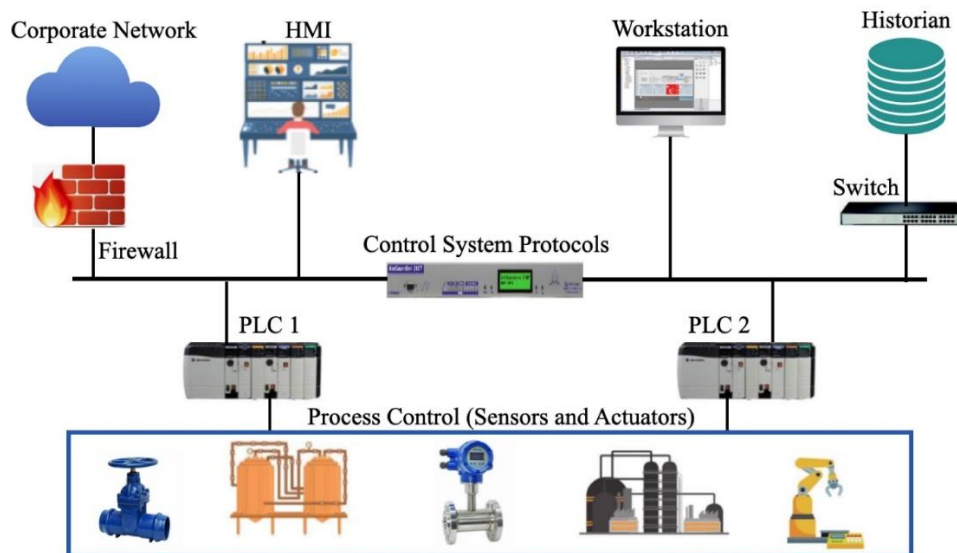 Corporate Network
HMI
Workstation
Historian
Switch
Firewall
Control System Protocols
PLC 1
PLC 2
Process Control (Sensors and Actuators)